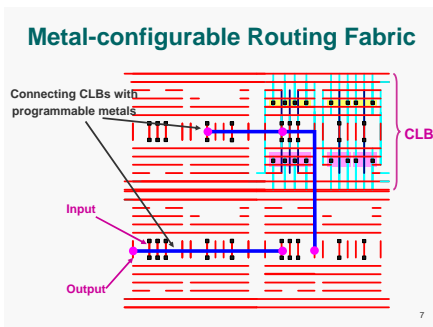 Metal-configurable Routing Fabric
Connecting CLBs with
programmable metals
CLB
Input
Output
7